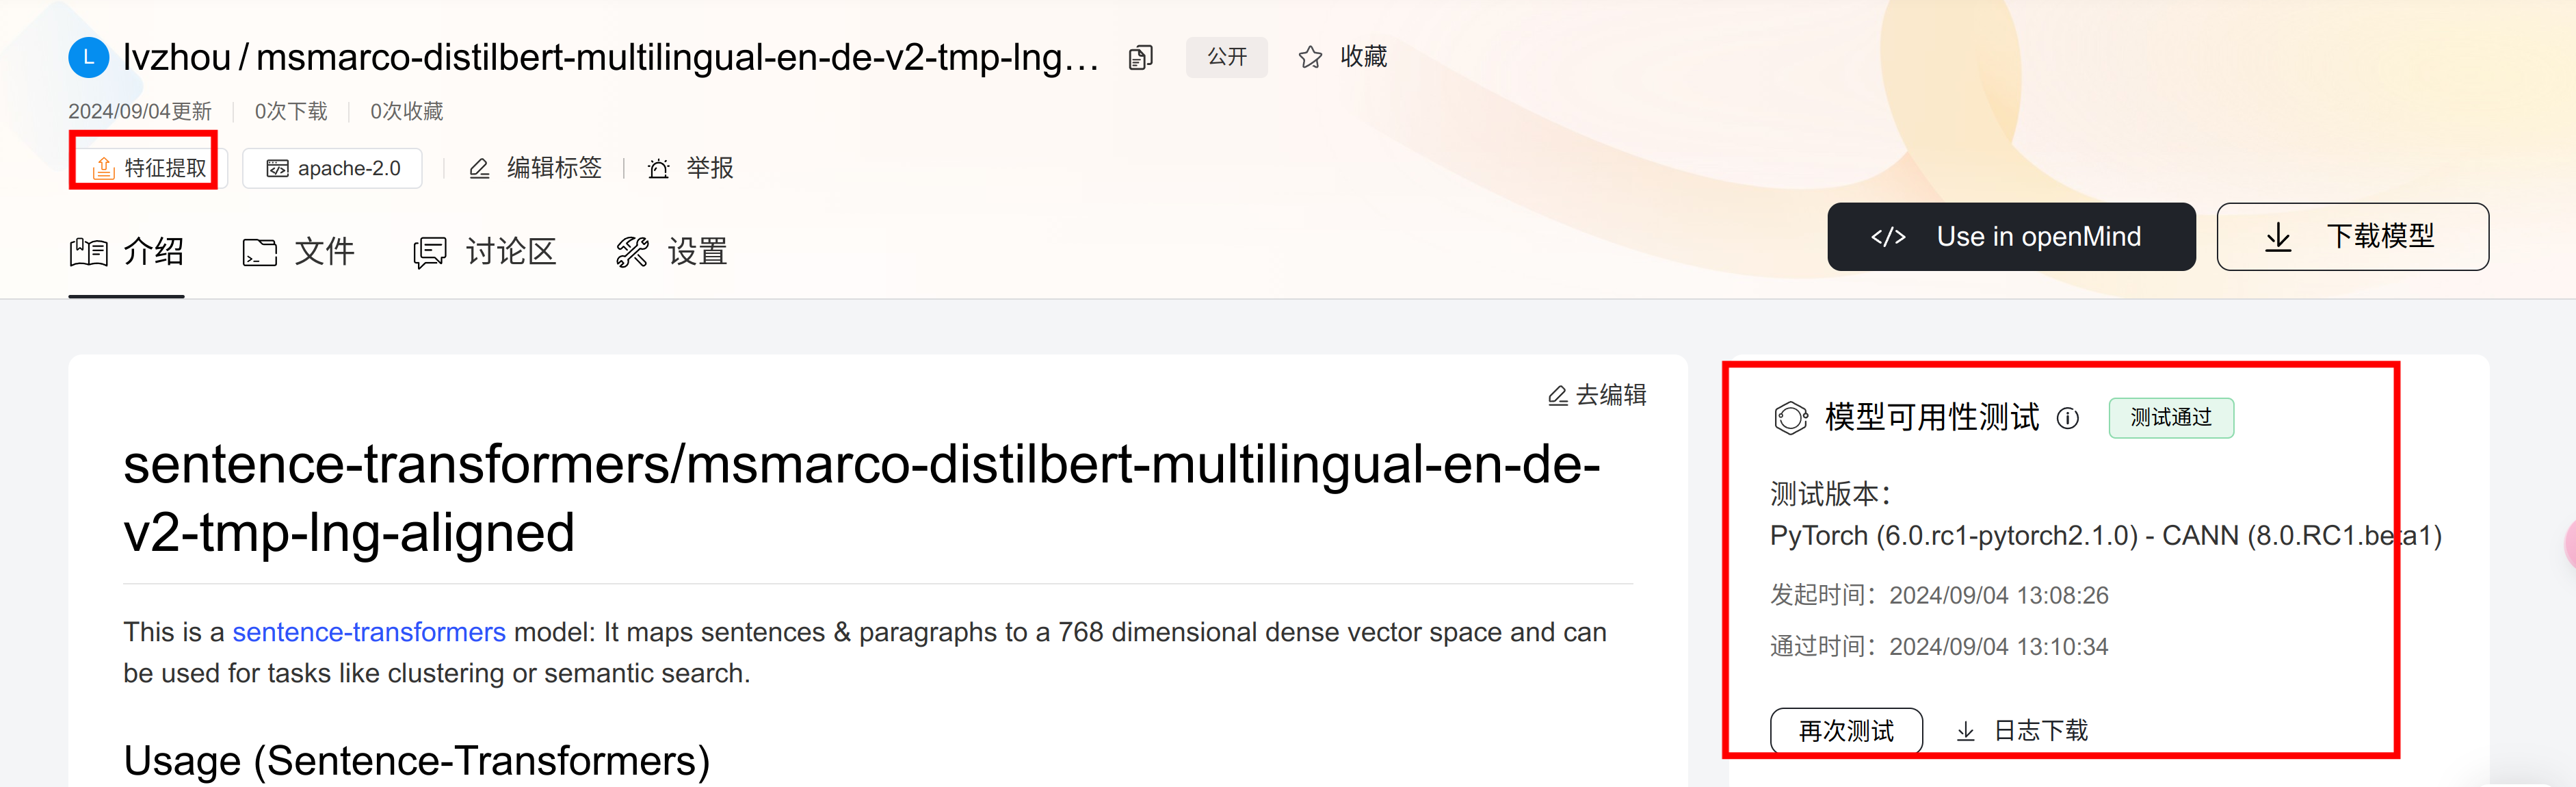 L lvzhou / msmarco-distilbert-multilingual-en-de-v2-tmp-lng... 公开 收藏
2024/09/04更新 0次下载 0次收藏
特征提取 apache-2.0 编辑标签 举报
介绍 文件 讨论区 设置 </> Use in openMind 下载模型
去编辑
sentence-transformers/msmarco-distilbert-multilingual-en-de-
v2-tmp-lng-aligned
This is a sentence-transformers model: It maps sentences & paragraphs to a 768 dimensional dense vector space and can
be used for tasks like clustering or semantic search.
Usage (Sentence-Transformers)
模型可用性测试 测试通过
测试版本：
PyTorch (6.0.rc1-pytorch2.1.0) - CANN (8.0.RC1.beta1)
发起时间：2024/09/04 13:08:26
通过时间：2024/09/04 13:10:34
再次测试 日志下载